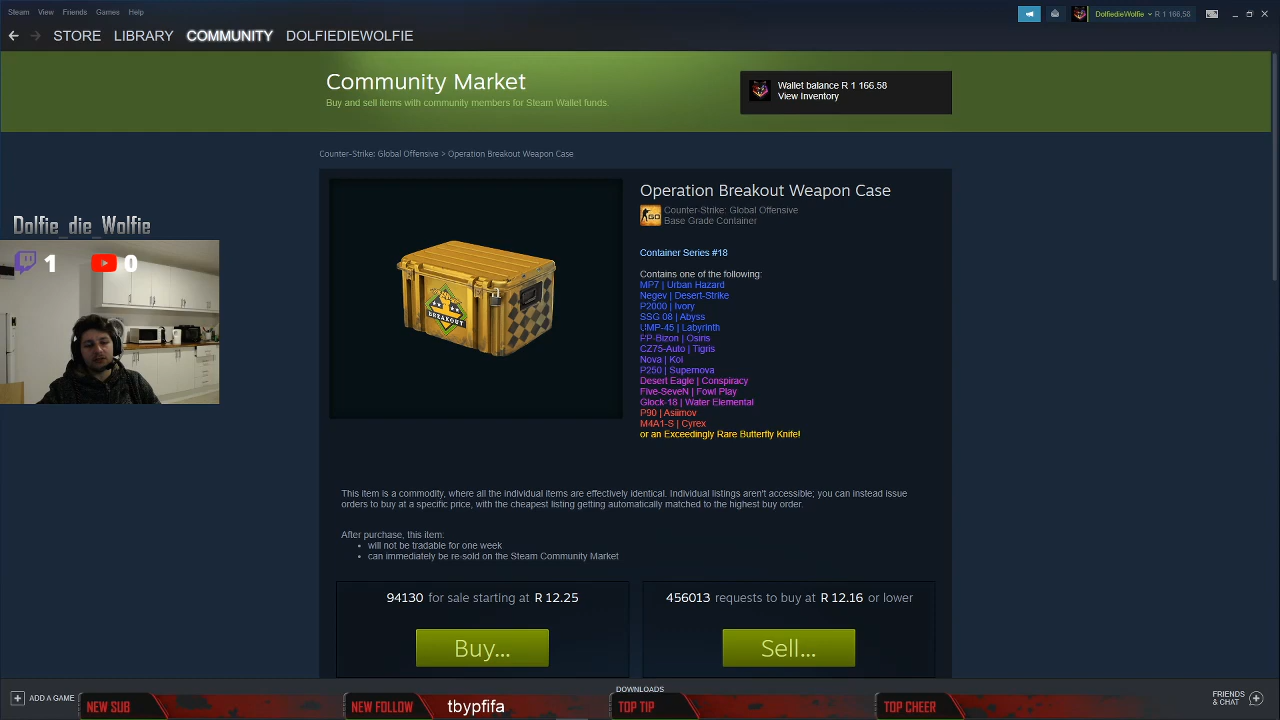 Steam View Friends Games Help
DolfiedieWolfie R 1 166,58
STORE LIBRARY COMMUNITY DOLFIEDIEWOLFIE
Community Market
Buy and sell items with community members for Steam Wallet funds.
Wallet balance R 1 166.58
View Inventory
Counter-Strike: Global Offensive > Operation Breakout Weapon Case
Operation Breakout Weapon Case
GO
Counter-Strike: Global Offensive
Base Grade Container
Dolfie_die_Wolfie
1 0
BREAKOUT
Container Series #18
Contains one of the following:
MP7 | Urban Hazard
Negev | Desert-Strike
P2000 | Ivory
SSG 08 | Abyss
UMP-45 | Labyrinth
PP-Bizon | Osiris
CZ75-Auto | Tigris
Nova | Koi
P250 | Supernova
Desert Eagle | Conspiracy
Five-SeveN | Fowl Play
Glock-18 | Water Elemental
P90 | Asiimov
M4A1-S | Cyrex
or an Exceedingly Rare Butterfly Knife!
This item is a commodity, where all the individual items are effectively identical. Individual listings aren't accessible; you can instead issue
orders to buy at a specific price, with the cheapest listing getting automatically matched to the highest buy order.
After purchase, this item:
• will not be tradable for one week
• can immediately be re-sold on the Steam Community Market
94130 for sale starting at R 12.25
Buy...
456013 requests to buy at R 12.16 or lower
Sell...
DOWNLOADS
+ ADD A GAME
NEW SUB
NEW FOLLOW tbypfifa
TOP TIP
TOP CHEER
FRIENDS
& CHAT +